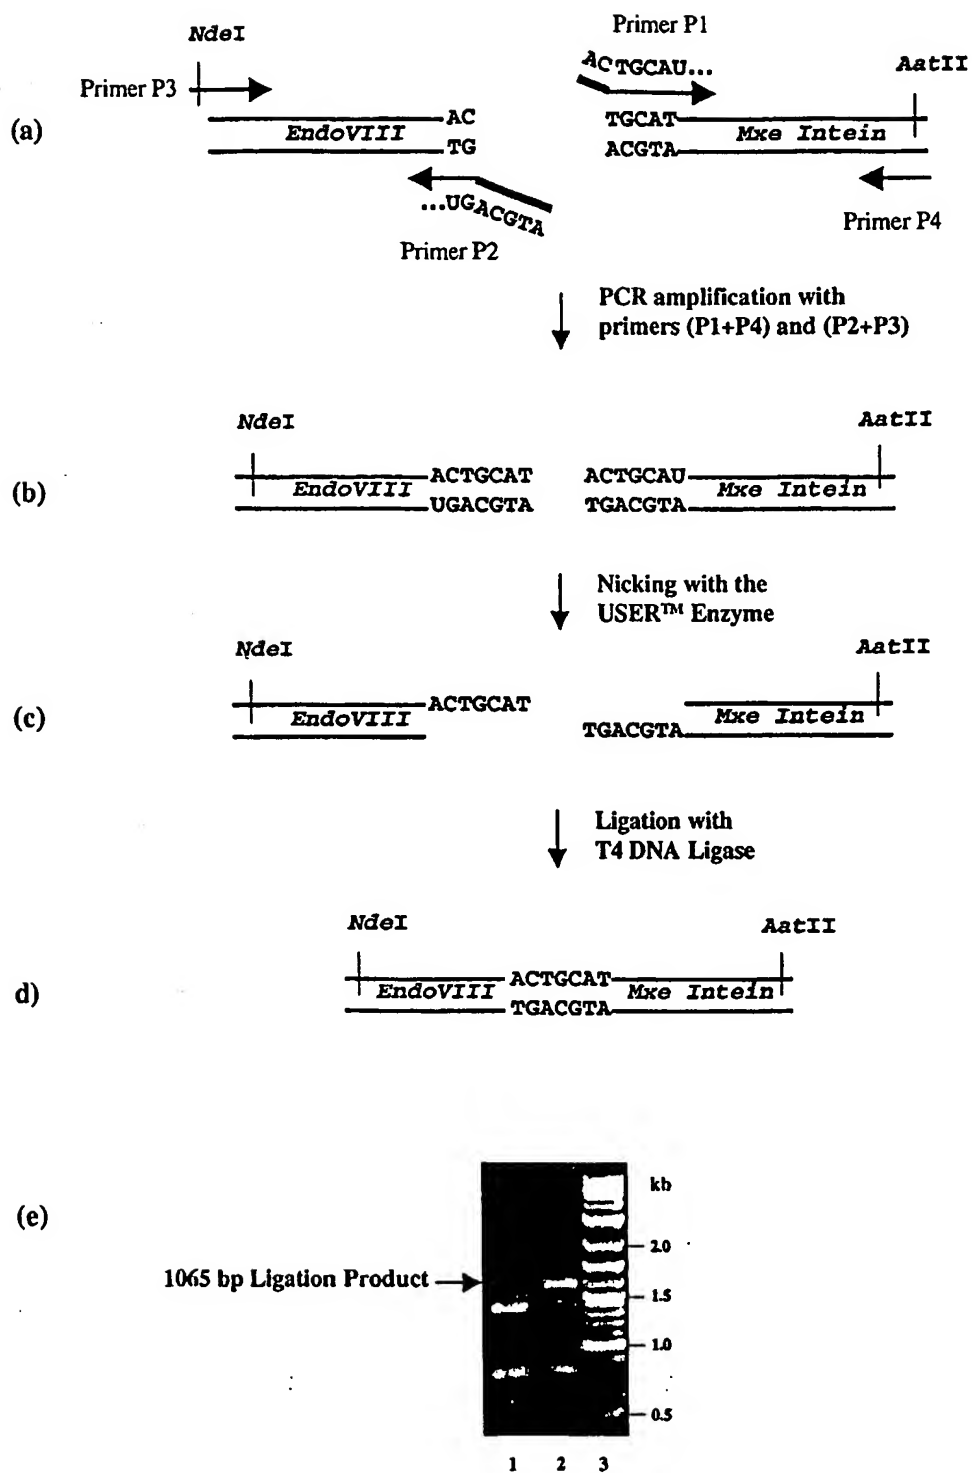 NdeI
Primer P1
ACTGCAU...
AatII
Primer P3
(a)
EndoVIII
AC
TG
TGCAT
ACGTA
Mxe Intein
...UGACGTA
Primer P2
Primer P4
PCR amplification with
primers (P1+P4) and (P2+P3)
NdeI
AatII
(b)
EndoVIII
ACTGCAT
UGACGTA
ACTGCAU
TGACGTA
Mxe Intein
Nicking with the
USER™ Enzyme
NdeI
AatII
(c)
EndoVIII
ACTGCAT
TGACGTA
Mxe Intein
Ligation with
T4 DNA Ligase
NdeI
AatII
d)
EndoVIII
ACTGCAT
TGACGTA
Mxe Intein
(e)
kb
2.0
1065 bp Ligation Product
1.5
1.0
0.5
1 2 3